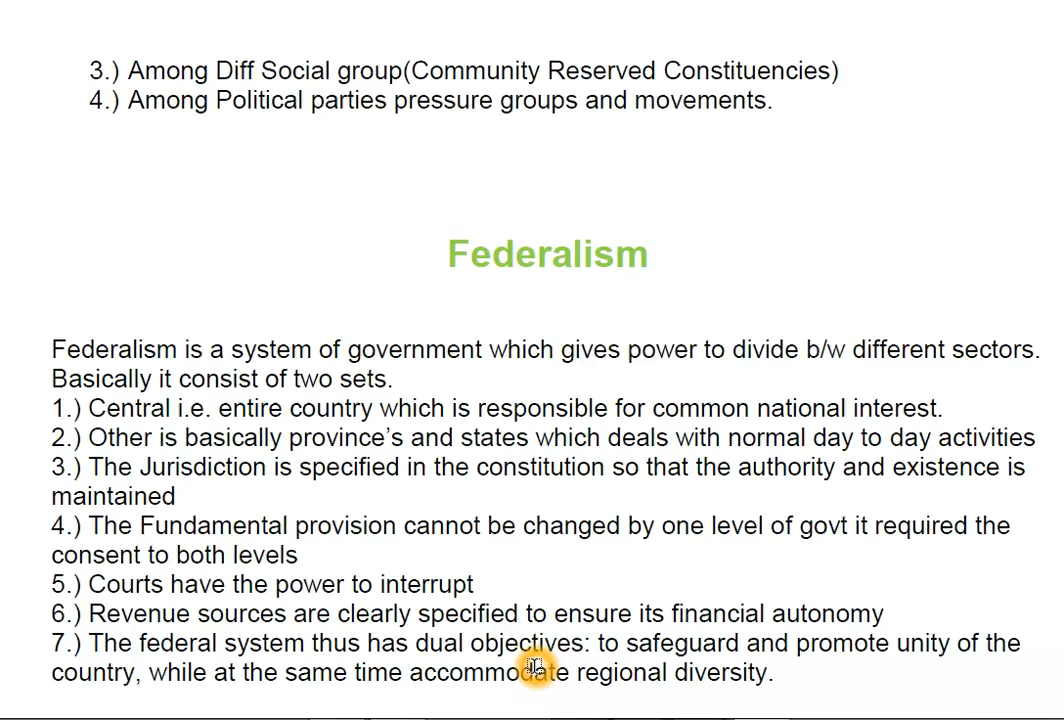 3.) Among Diff Social group(Community Reserved Constituencies)
4.) Among Political parties pressure groups and movements.
Federalism
Federalism is a system of government which gives power to divide b/w different sectors.
Basically it consist of two sets.
1.) Central i.e. entire country which is responsible for common national interest.
2.) Other is basically province’s and states which deals with normal day to day activities
3.) The Jurisdiction is specified in the constitution so that the authority and existence is
maintained
4.) The Fundamental provision cannot be changed by one level of govt it required the
consent to both levels
5.) Courts have the power to interrupt
6.) Revenue sources are clearly specified to ensure its financial autonomy
7.) The federal system thus has dual objectives: to safeguard and promote unity of the
country, while at the same time accommodate regional diversity.